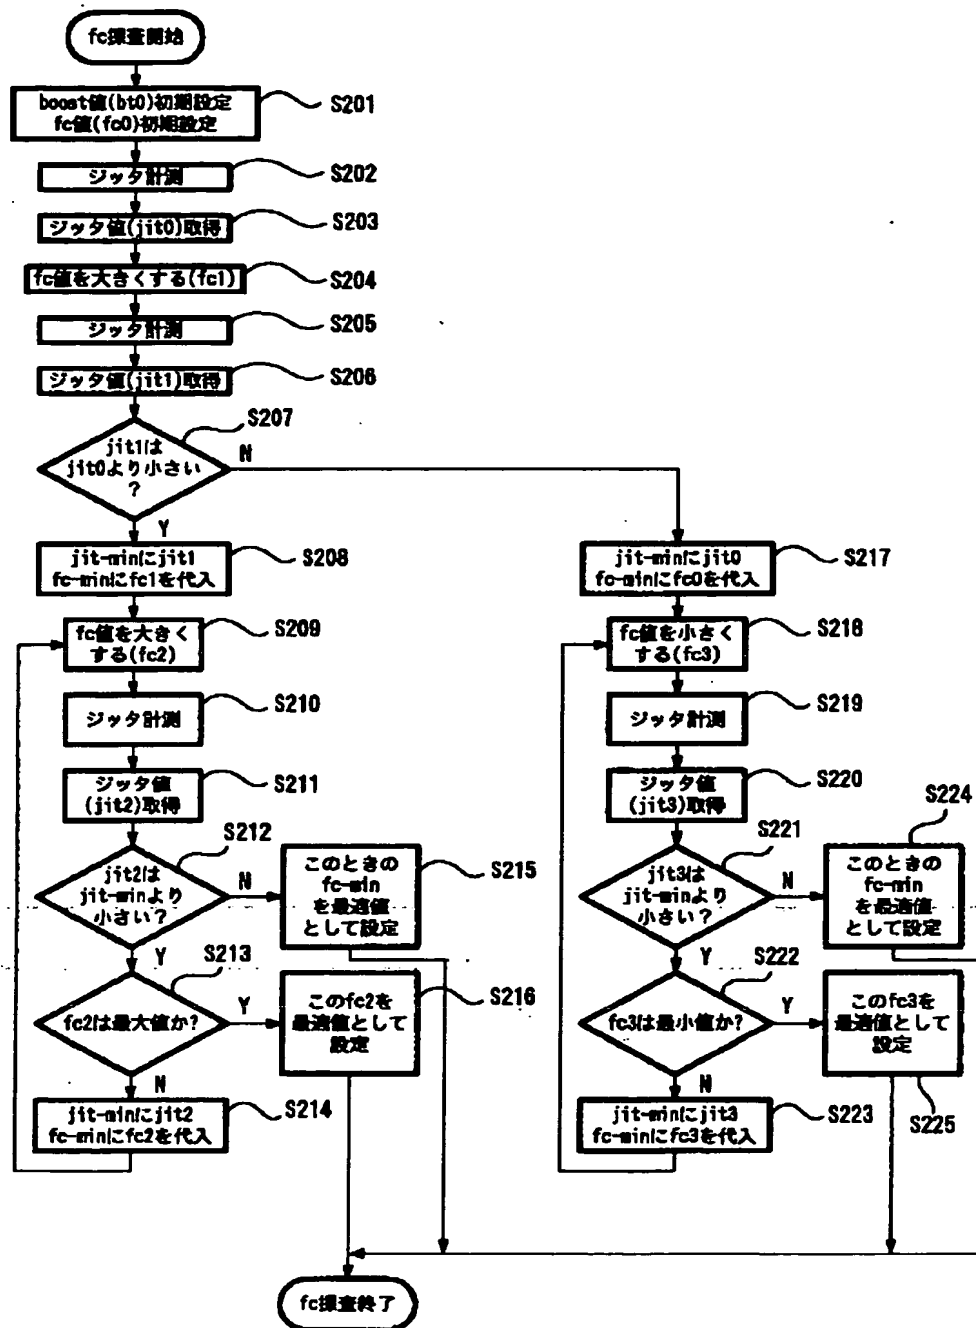 fc探査開始
boost値(bt0)初期設定
fc値(fc0)初期設定
S201
ジッタ計測
S202
ジッタ値(jit0)取得
S203
fc値を大きくする(fc1)
S204
ジッタ計測
S205
ジッタ値(jit1)取得
S206
S207
jit1は
jit0より小さい
?
N
Y
jit-minにjit1
fc-minにfc1を代入
S208
fc値を大きく
する(fc2)
S209
ジッタ計測
S210
ジッタ値
(jit2)取得
S211
S212
jit2は
jit-minより
小さい?
N
Y
このときの
fc-min
を最適値
として設定
S215
S213
fc2は最大値か?
Y
N
このfc2を
最適値として
設定
S216
jit-minにjit2
fc-minにfc2を代入
S214
jit-minにjit0
fc-minにfc0を代入
S217
fc値を小さく
する(fc3)
S218
ジッタ計測
S219
ジッタ値
(jit3)取得
S220
S221
jit3は
jit-minより
小さい?
N
Y
S224
このときの
fc-min
を最適値
として設定
S222
fc3は最小値か?
Y
N
このfc3を
最適値として
設定
S225
jit-minにjit3
fc-minにfc3を代入
S223
fc探査終了